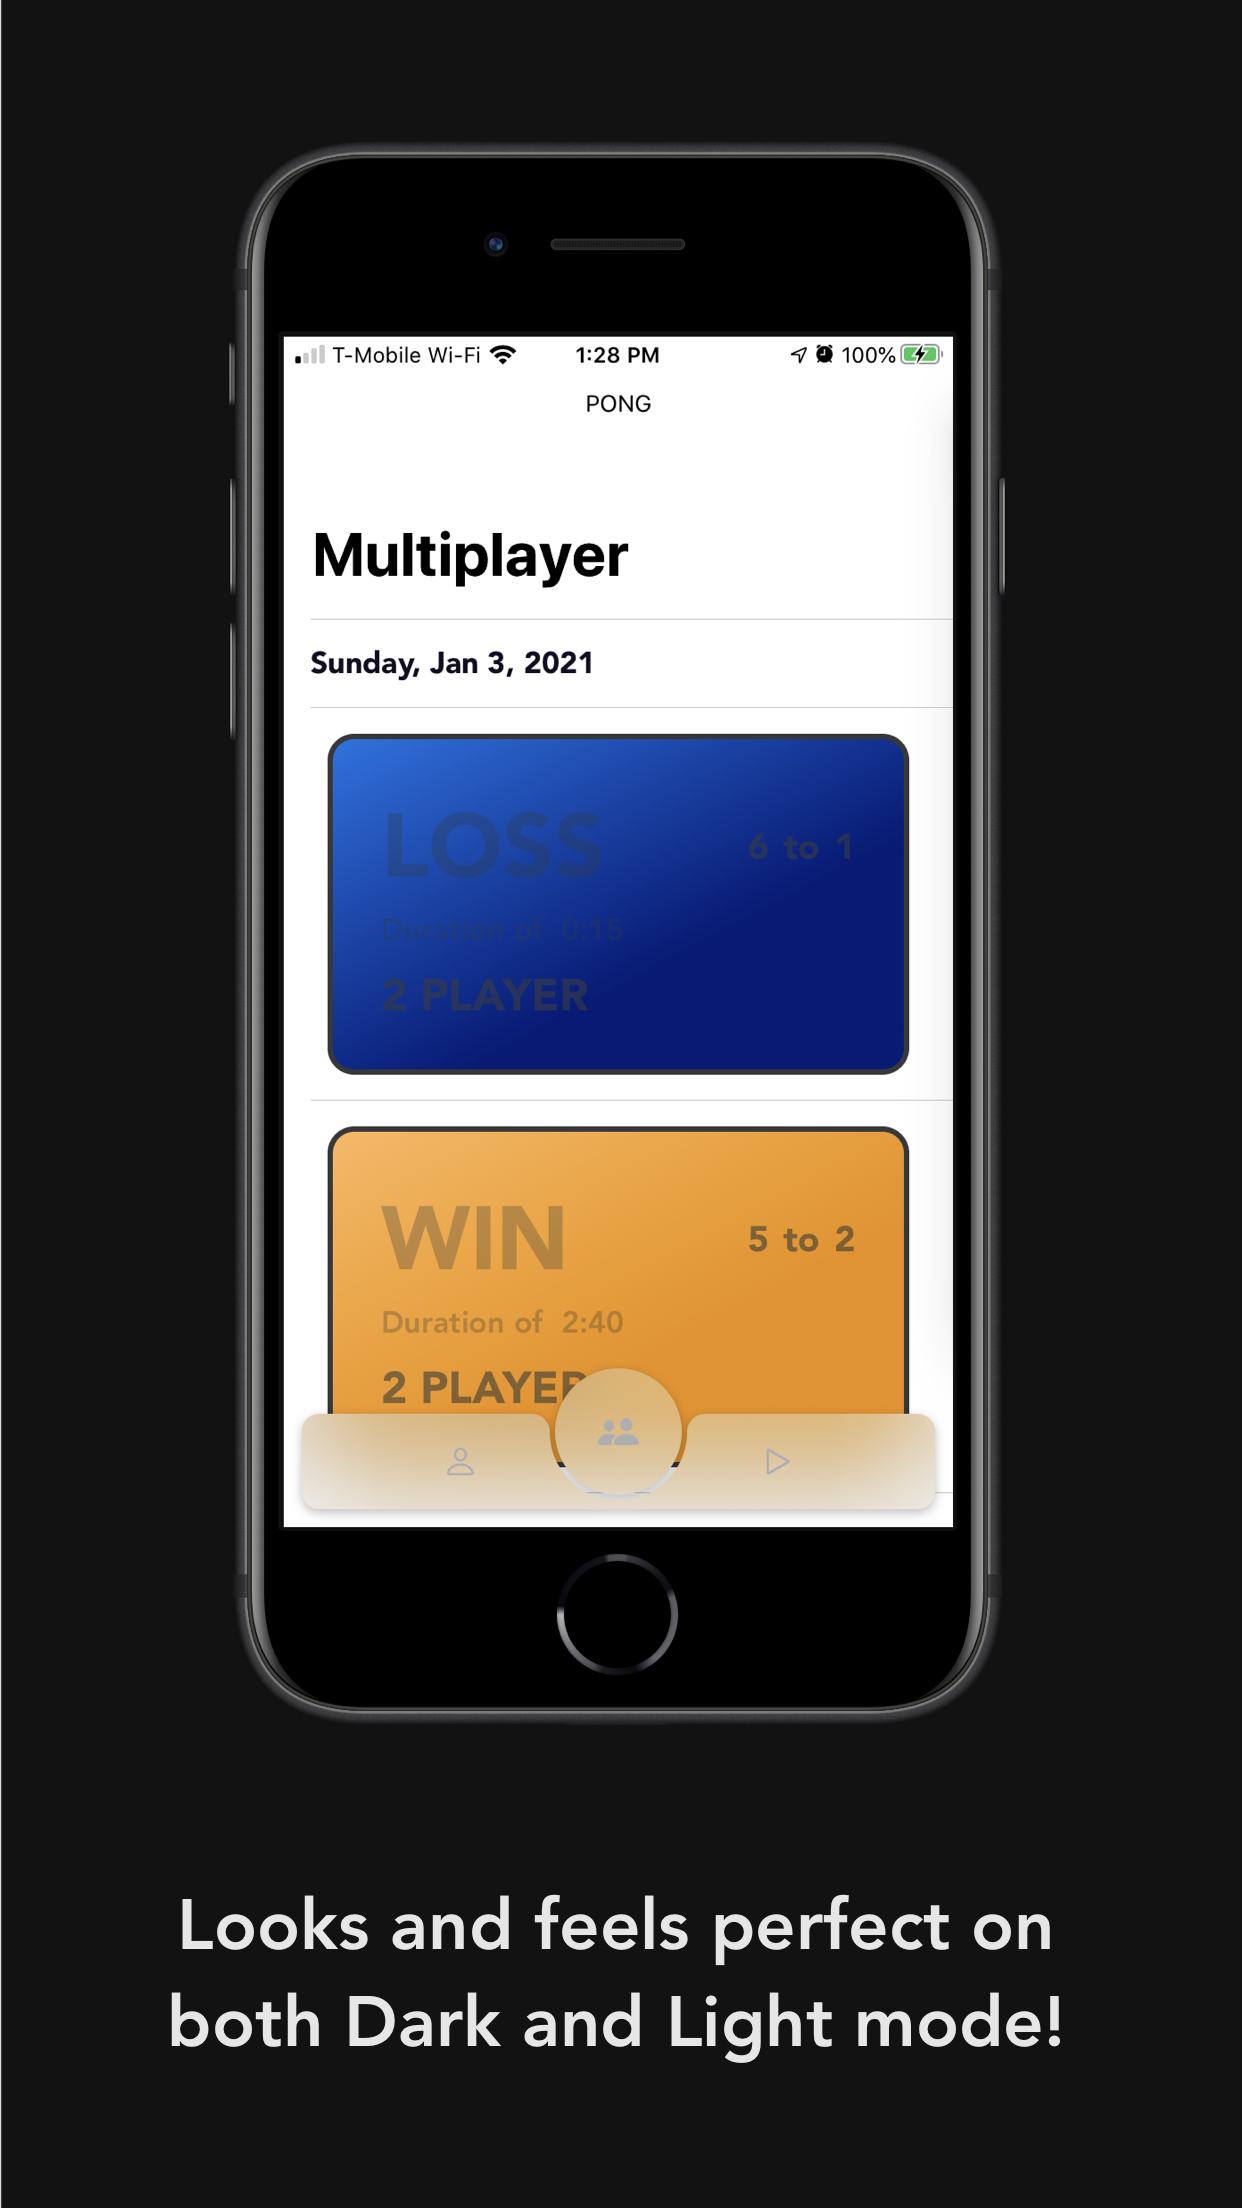 T-Mobile Wi-Fi 1:28 PM 100%
PONG
Multiplayer
Sunday, Jan 3, 2021
LOSS 6 to 1
Duration of 0:15
2 PLAYER
WIN 5 to 2
Duration of 2:40
2 PLAYER
Looks and feels perfect on
both Dark and Light mode!